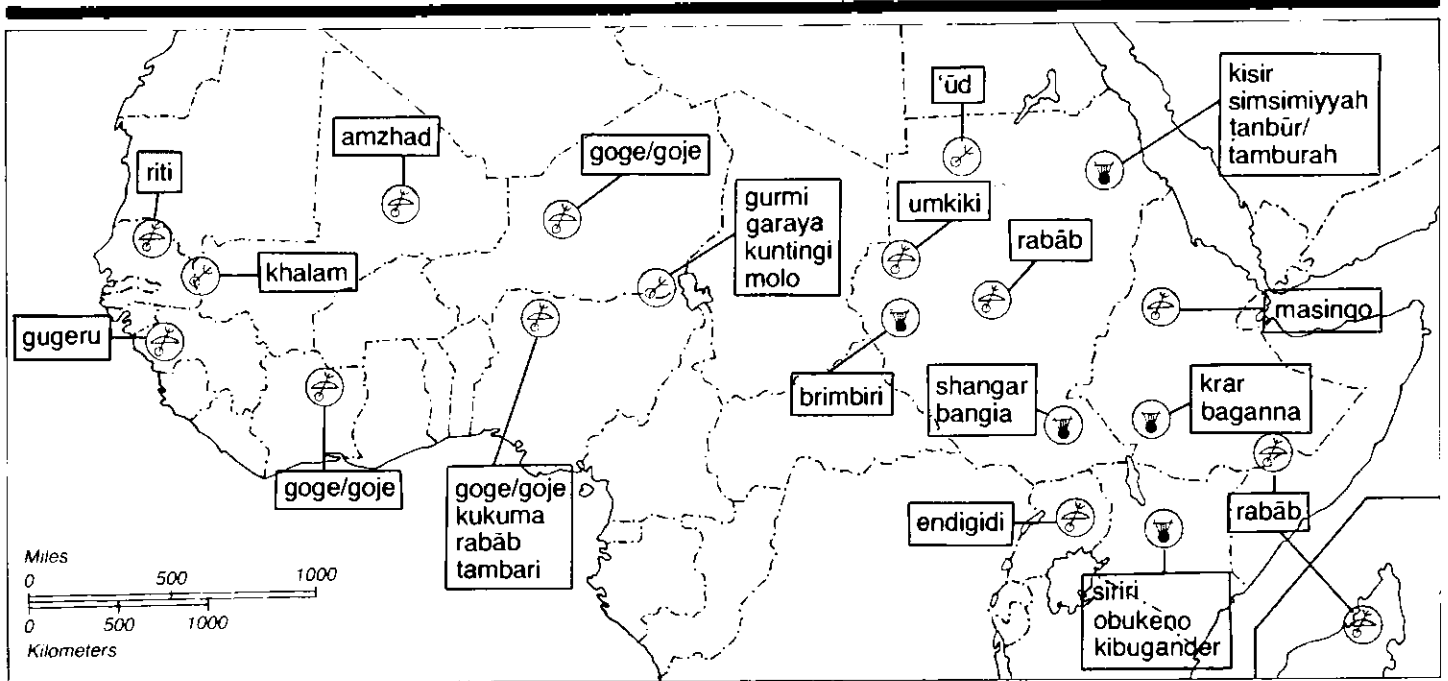 'ūd
kisir
simsimiyyah
tanbūr/
tamburah
amzhad
goge/goje
riti
gurmi
garaya
kuntingi
molo
umkiki
rabāb
khalam
masinqo
gugeru
brimbiri
shangar
bangia
krar
baganna
goge/goje
goge/goje
kukuma
rabāb
tambari
endigidi
rabāb
siriri
obukeno
kibugander
Miles
0 500 1000
0 500 1000
Kilometers